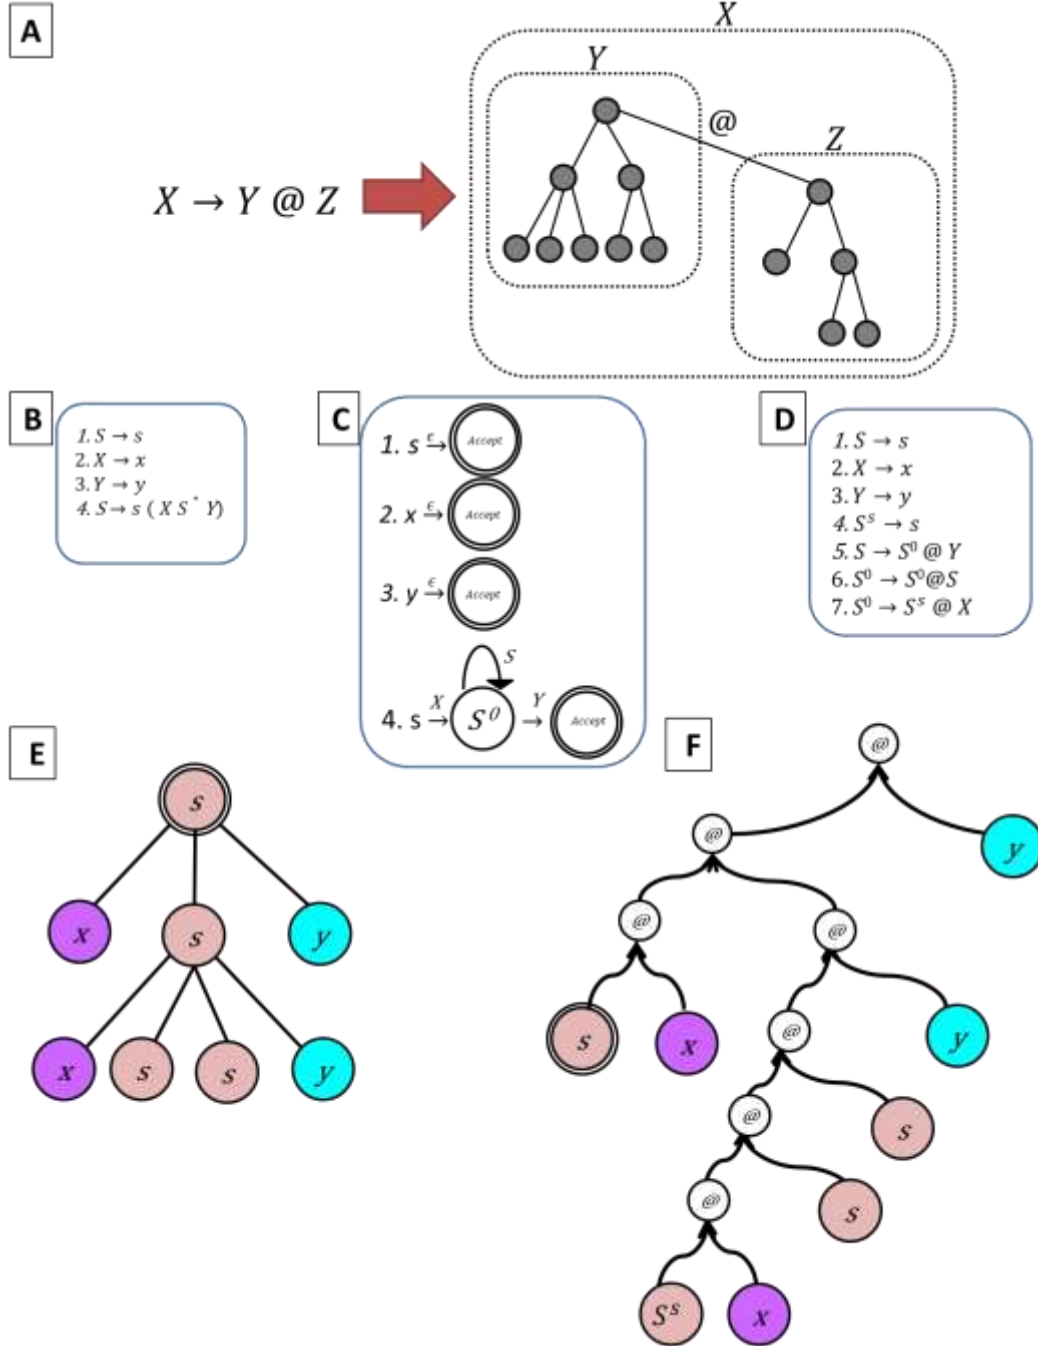 A
X
Y
@
Z
X → Y @ Z
B
1. S → s
2. X → x
3. Y → y
4. S → s ( X S * Y)
C
1. s ϵ→ Accept
2. x ϵ→ Accept
3. y ϵ→ Accept
S
4. s X→ S⁰ Y→ Accept
D
1. S → s
2. X → x
3. Y → y
4. Sˢ → s
5. S → S⁰ @ Y
6. S⁰ → S⁰@S
7. S⁰ → Sˢ @ X
E
s
x s y
x s s y
F
@
@ y
@ @
s x @ y
@ s
@ s
Sˢ x